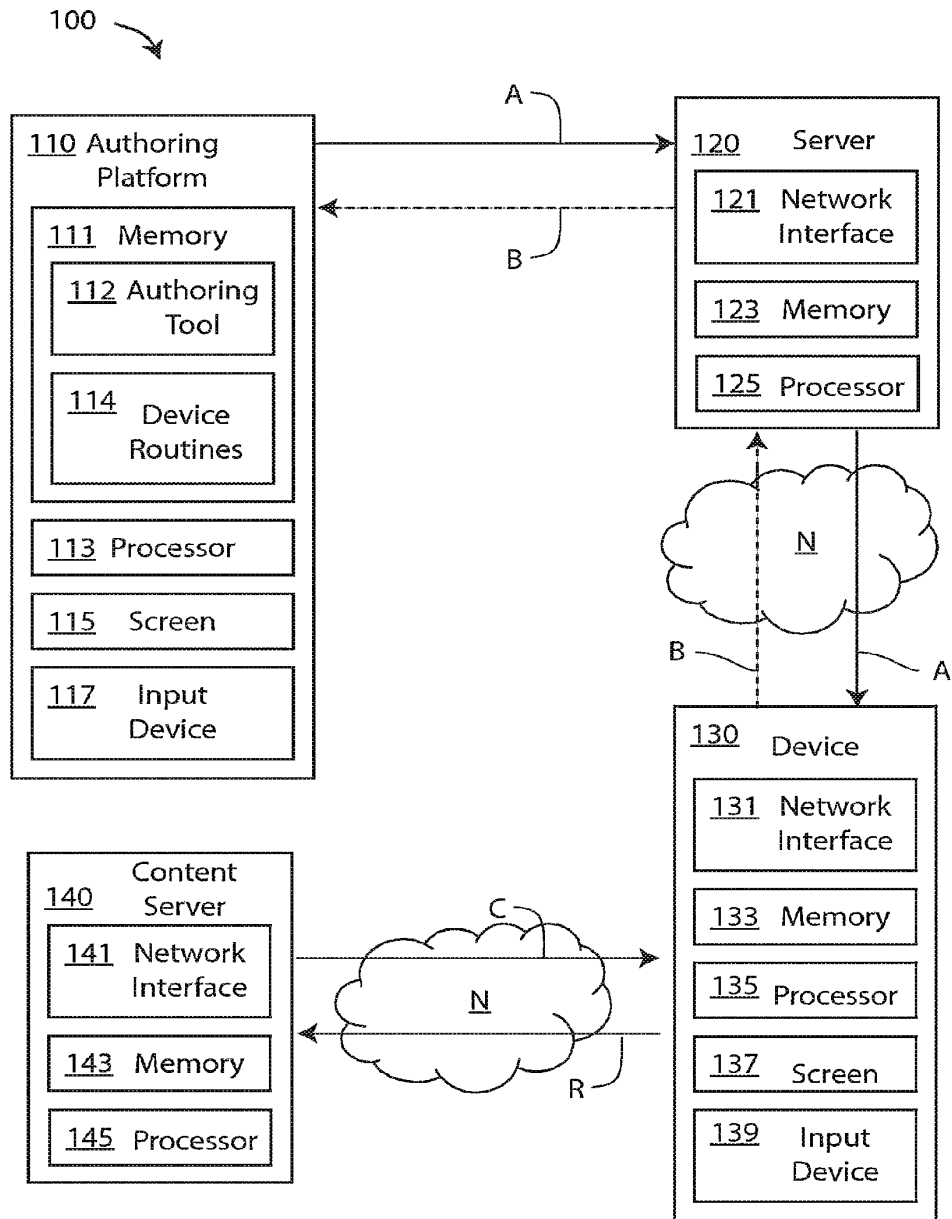 100
A
110 Authoring
Platform
111 Memory
112 Authoring
Tool
114 Device
Routines
113 Processor
115 Screen
117 Input
Device
B
120 Server
121 Network
Interface
123 Memory
125 Processor
N
B
A
130 Device
131 Network
Interface
133 Memory
135 Processor
137 Screen
139 Input
Device
Content
140 Server
141 Network
Interface
143 Memory
145 Processor
C
N
R